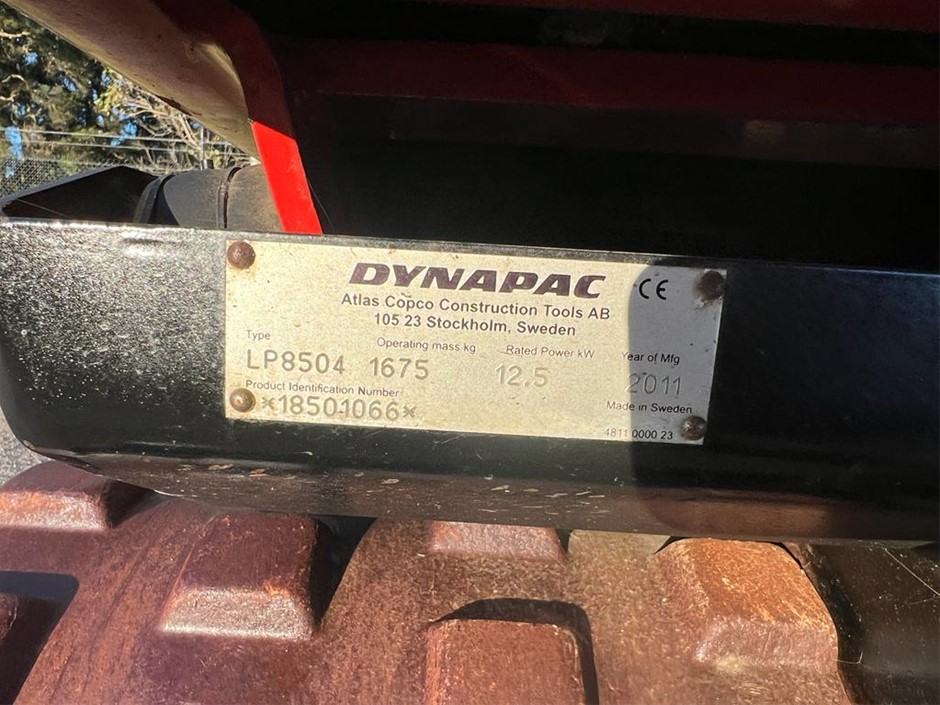 DYNAPAC CE
Atlas Copco Construction Tools AB
105 23 Stockholm, Sweden
Type Operating mass kg Rated Power kW Year of Mfg
LP8504 1675 12.5 2011
Product Identification Number
*18501066* Made in Sweden
4811 0000 23